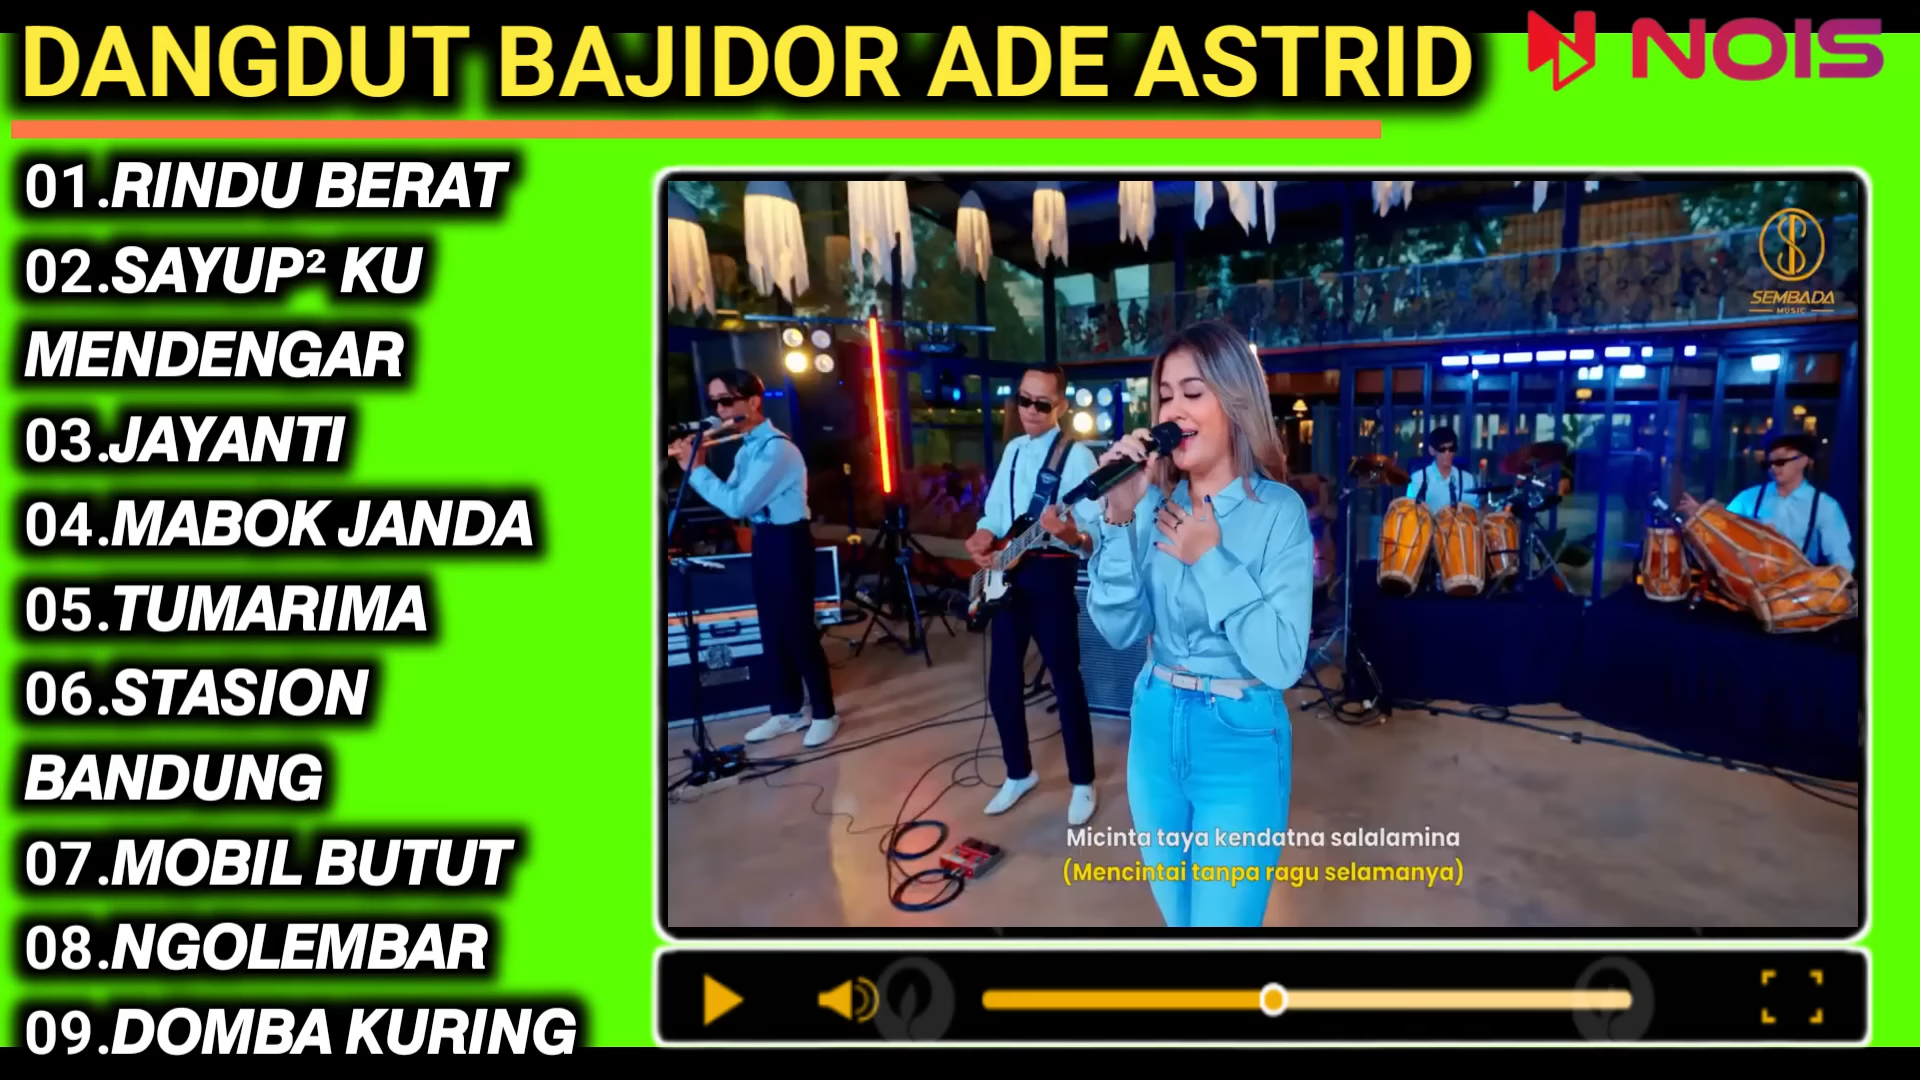 DANGDUT BAJIDOR ADE ASTRID
NOIS
01.RINDU BERAT
02.SAYUP² KU
MENDENGAR
03.JAYANTI
04.MABOK JANDA
05.TUMARIMA
06.STASION
BANDUNG
07.MOBIL BUTUT
08.NGOLEMBAR
09.DOMBA KURING
SEMBADA
MUSIC
Micinta taya kendatna salalamina
(Mencintai tanpa ragu selamanya)